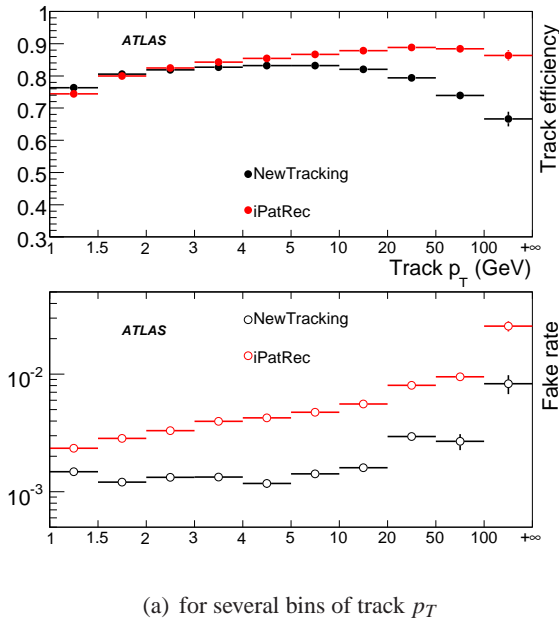 1
0.9
0.8
0.7
0.6
0.5
0.4
0.3
ATLAS
Track efficiency
NewTracking
iPatRec
1 1.5 2 3 4 5 10 20 50 100 +∞
Track p_T (GeV)
ATLAS
NewTracking
iPatRec
Fake rate
10^-2
10^-3
1 1.5 2 3 4 5 10 20 50 100 +∞
(a) for several bins of track p_T